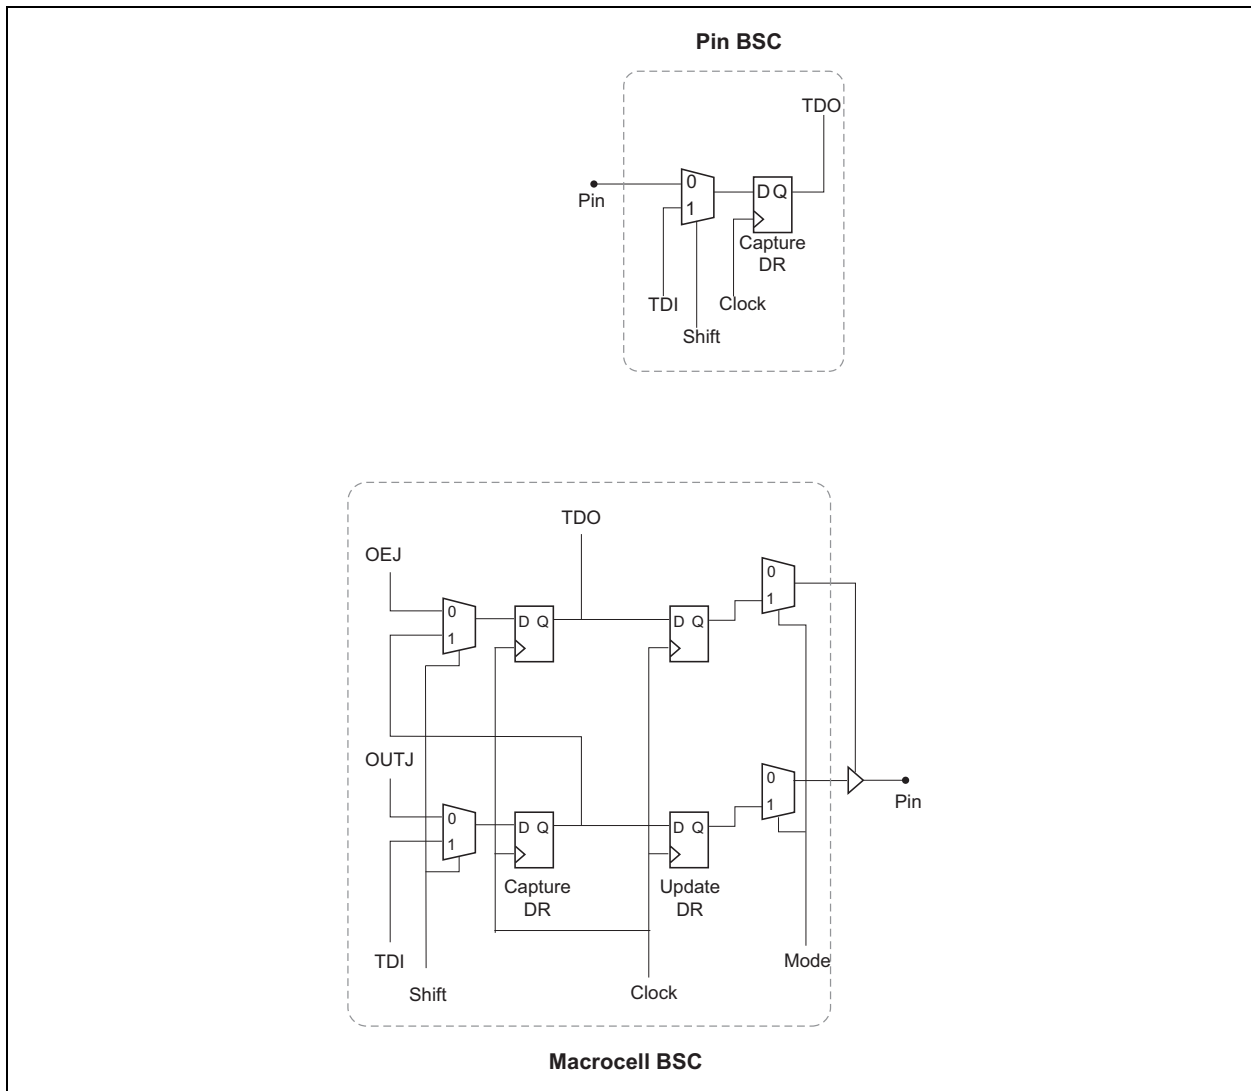 Pin BSC
TDO
0
Pin
1
D Q
Capture
DR
TDI
Clock
Shift
TDO
OEJ
0
1
D Q
D Q
0
1
OUTJ
0
1
D Q
D Q
0
1
Pin
Capture
DR
Update
DR
TDI
Shift
Clock
Mode
Macrocell BSC